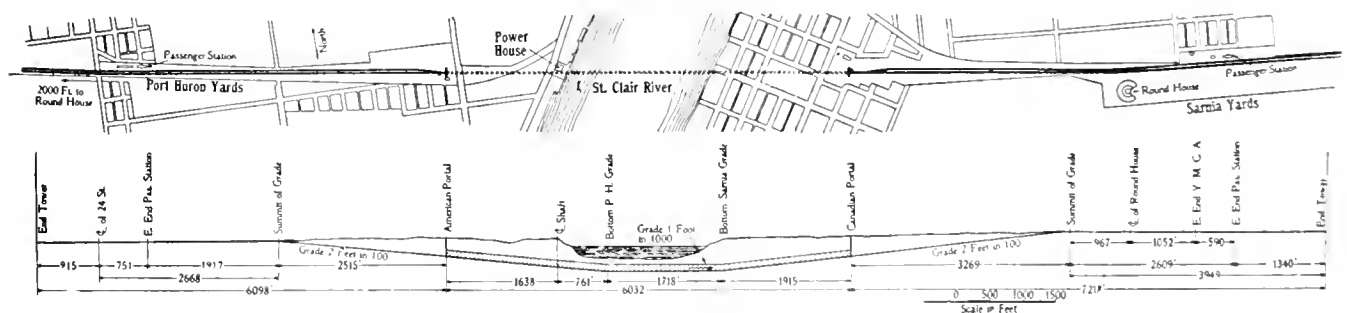 North
Passenger Station
Power
House
Port Huron Yards
2000 Ft. to
Round House
St. Clair River
Passenger Station
Round House
Sarnia Yards
End Tower
℄ of 24 St.
E. End Pas. Station
Summit of Grade
American Portal
℄ Shaft
Bottom P. H. Grade
Bottom Sarnia Grade
Canadian Portal
Summit of Grade
℄ of Round House
E. End Y M C A
E. End Pas. Station
End Tower
Grade 1 Foot
in 1000
Grade 2 Feet in 100
Grade 2 Feet in 100
967
1052'
590
915
751
1917
2515
3269
2609'
1340'
2668
1638
761'
1718'
1915
3949
6098'
6032
7218'
0 500 1000 1500
Scale in Feet